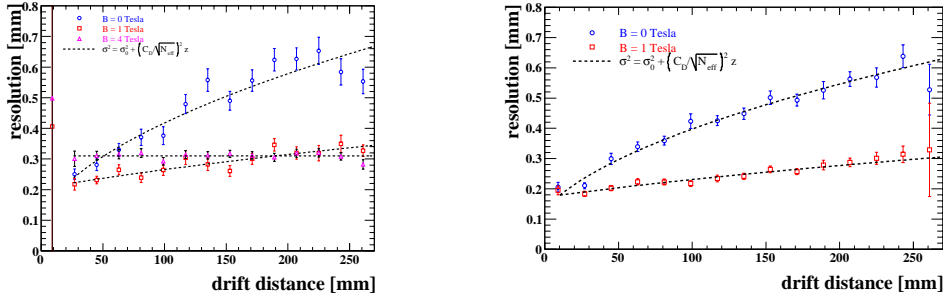 resolution [mm]
0.7
0.6
0.5
0.4
0.3
0.2
0.1
0
B = 0 Tesla
B = 1 Tesla
B = 4 Tesla
σ² = σ₀² + (C_D/√N_eff)² z
0 50 100 150 200 250
drift distance [mm]
resolution [mm]
0.8
0.7
0.6
0.5
0.4
0.3
0.2
0.1
0
B = 0 Tesla
B = 1 Tesla
σ² = σ₀² + (C_D/√N_eff)² z
0 50 100 150 200 250
drift distance [mm]